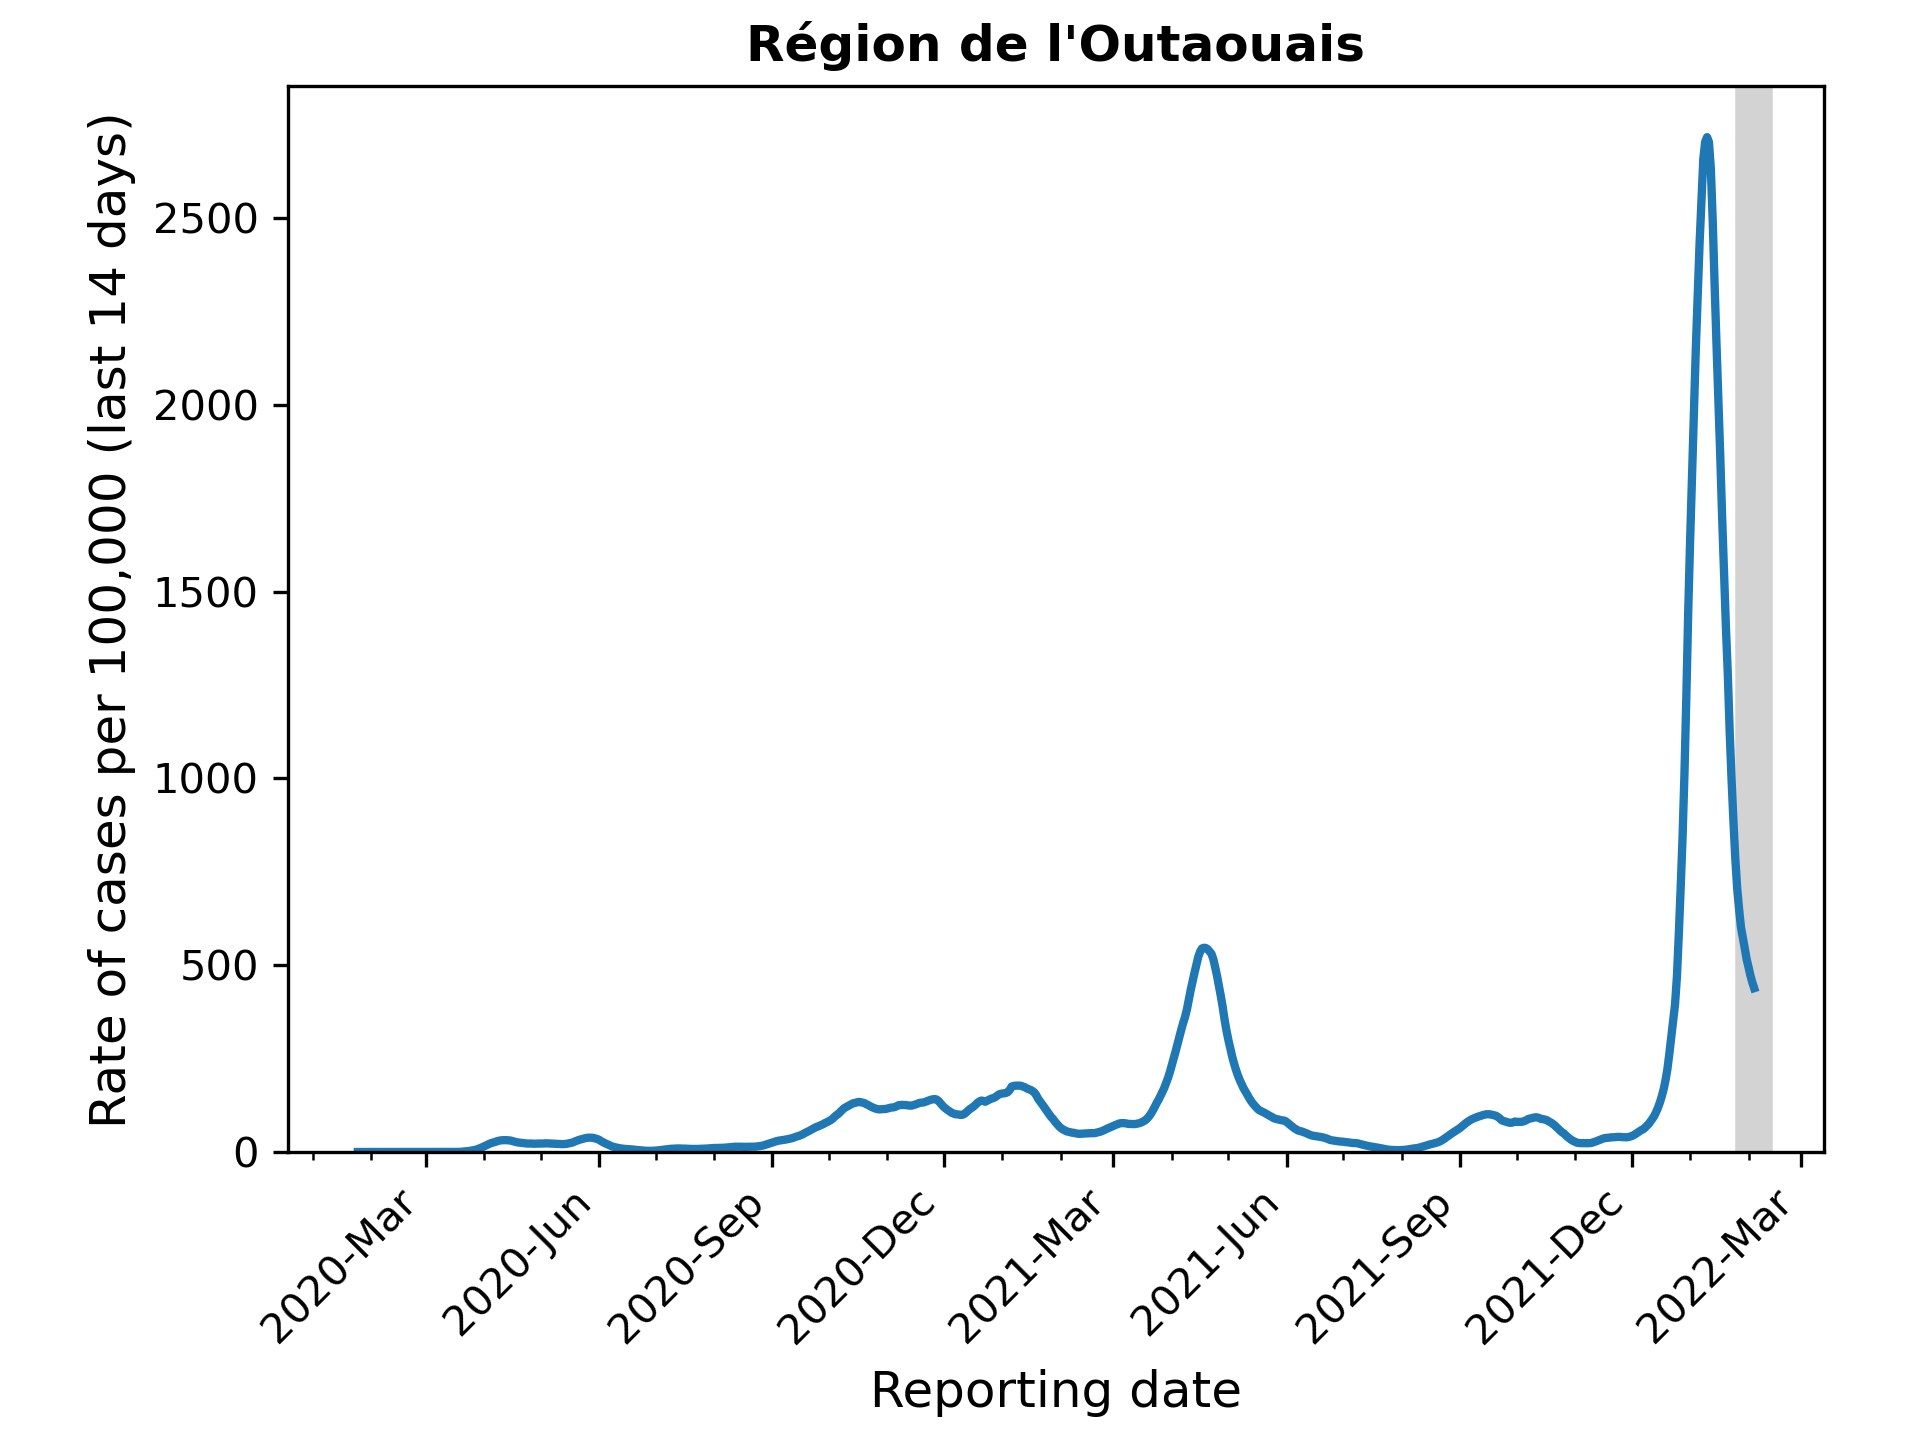 Région de l'Outaouais
Rate of cases per 100,000 (last 14 days)
2500
2000
1500
1000
500
0
2020-Mar
2020-Jun
2020-Sep
2020-Dec
2021-Mar
2021-Jun
2021-Sep
2021-Dec
2022-Mar
Reporting date